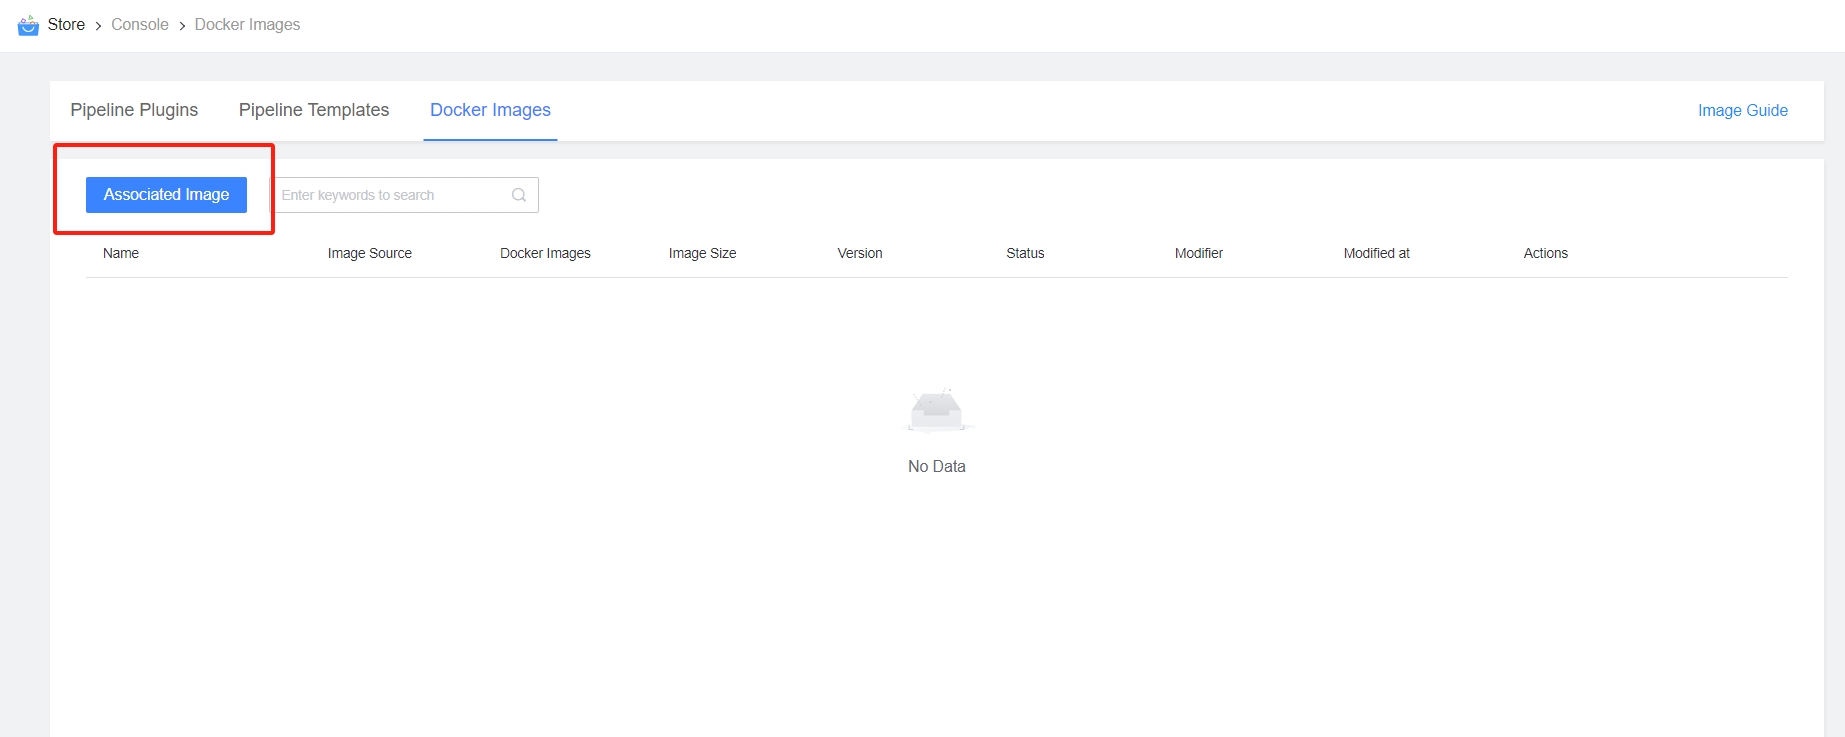 Store > Console > Docker Images
Pipeline Plugins Pipeline Templates Docker Images Image Guide
Associated Image Enter keywords to search
Name Image Source Docker Images Image Size Version Status Modifier Modified at Actions
No Data